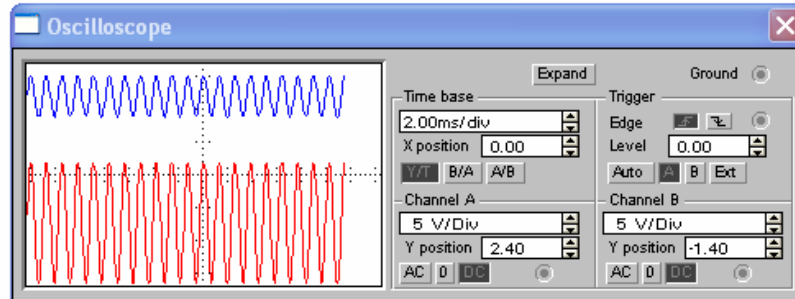 Oscilloscope
Expand
Ground
Time base
2.00ms/div
X position 0.00
Y/T B/A A/B
Trigger
Edge
Level 0.00
Auto A B Ext
Channel A
5 V/Div
Y position 2.40
AC 0 DC
Channel B
5 V/Div
Y position -1.40
AC 0 DC